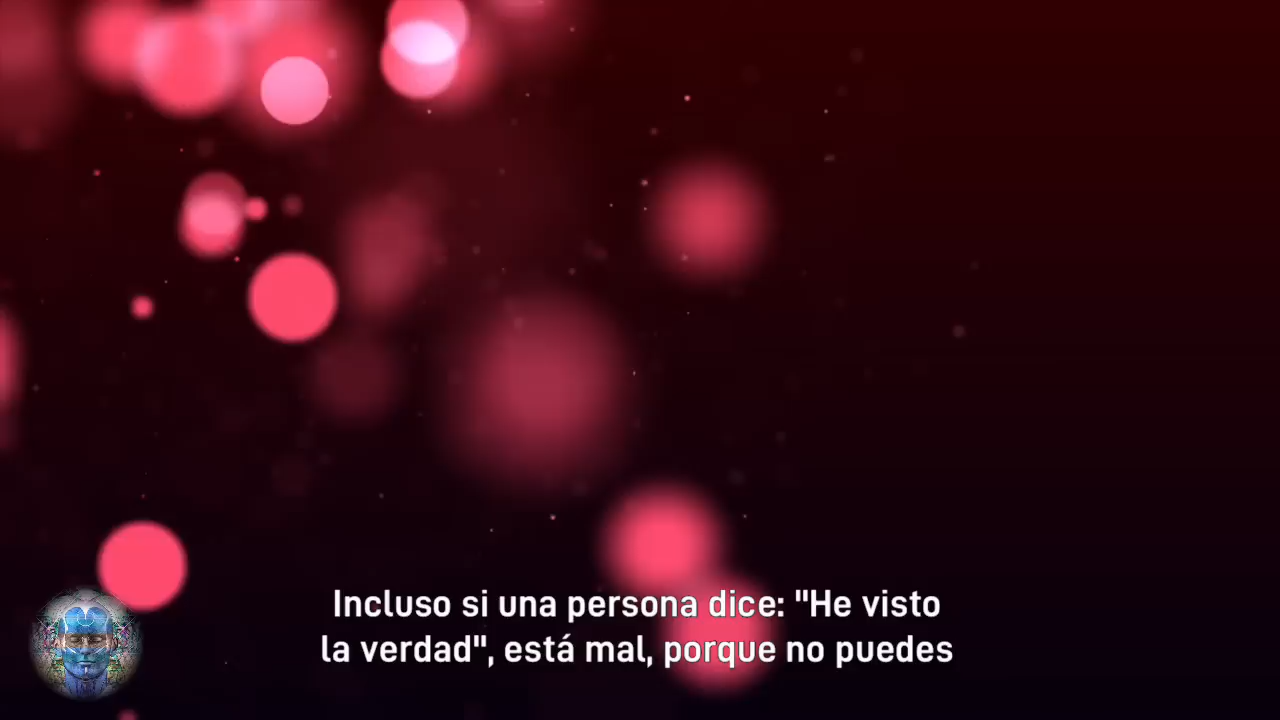 Incluso si una persona dice: "He visto
la verdad", está mal, porque no puedes